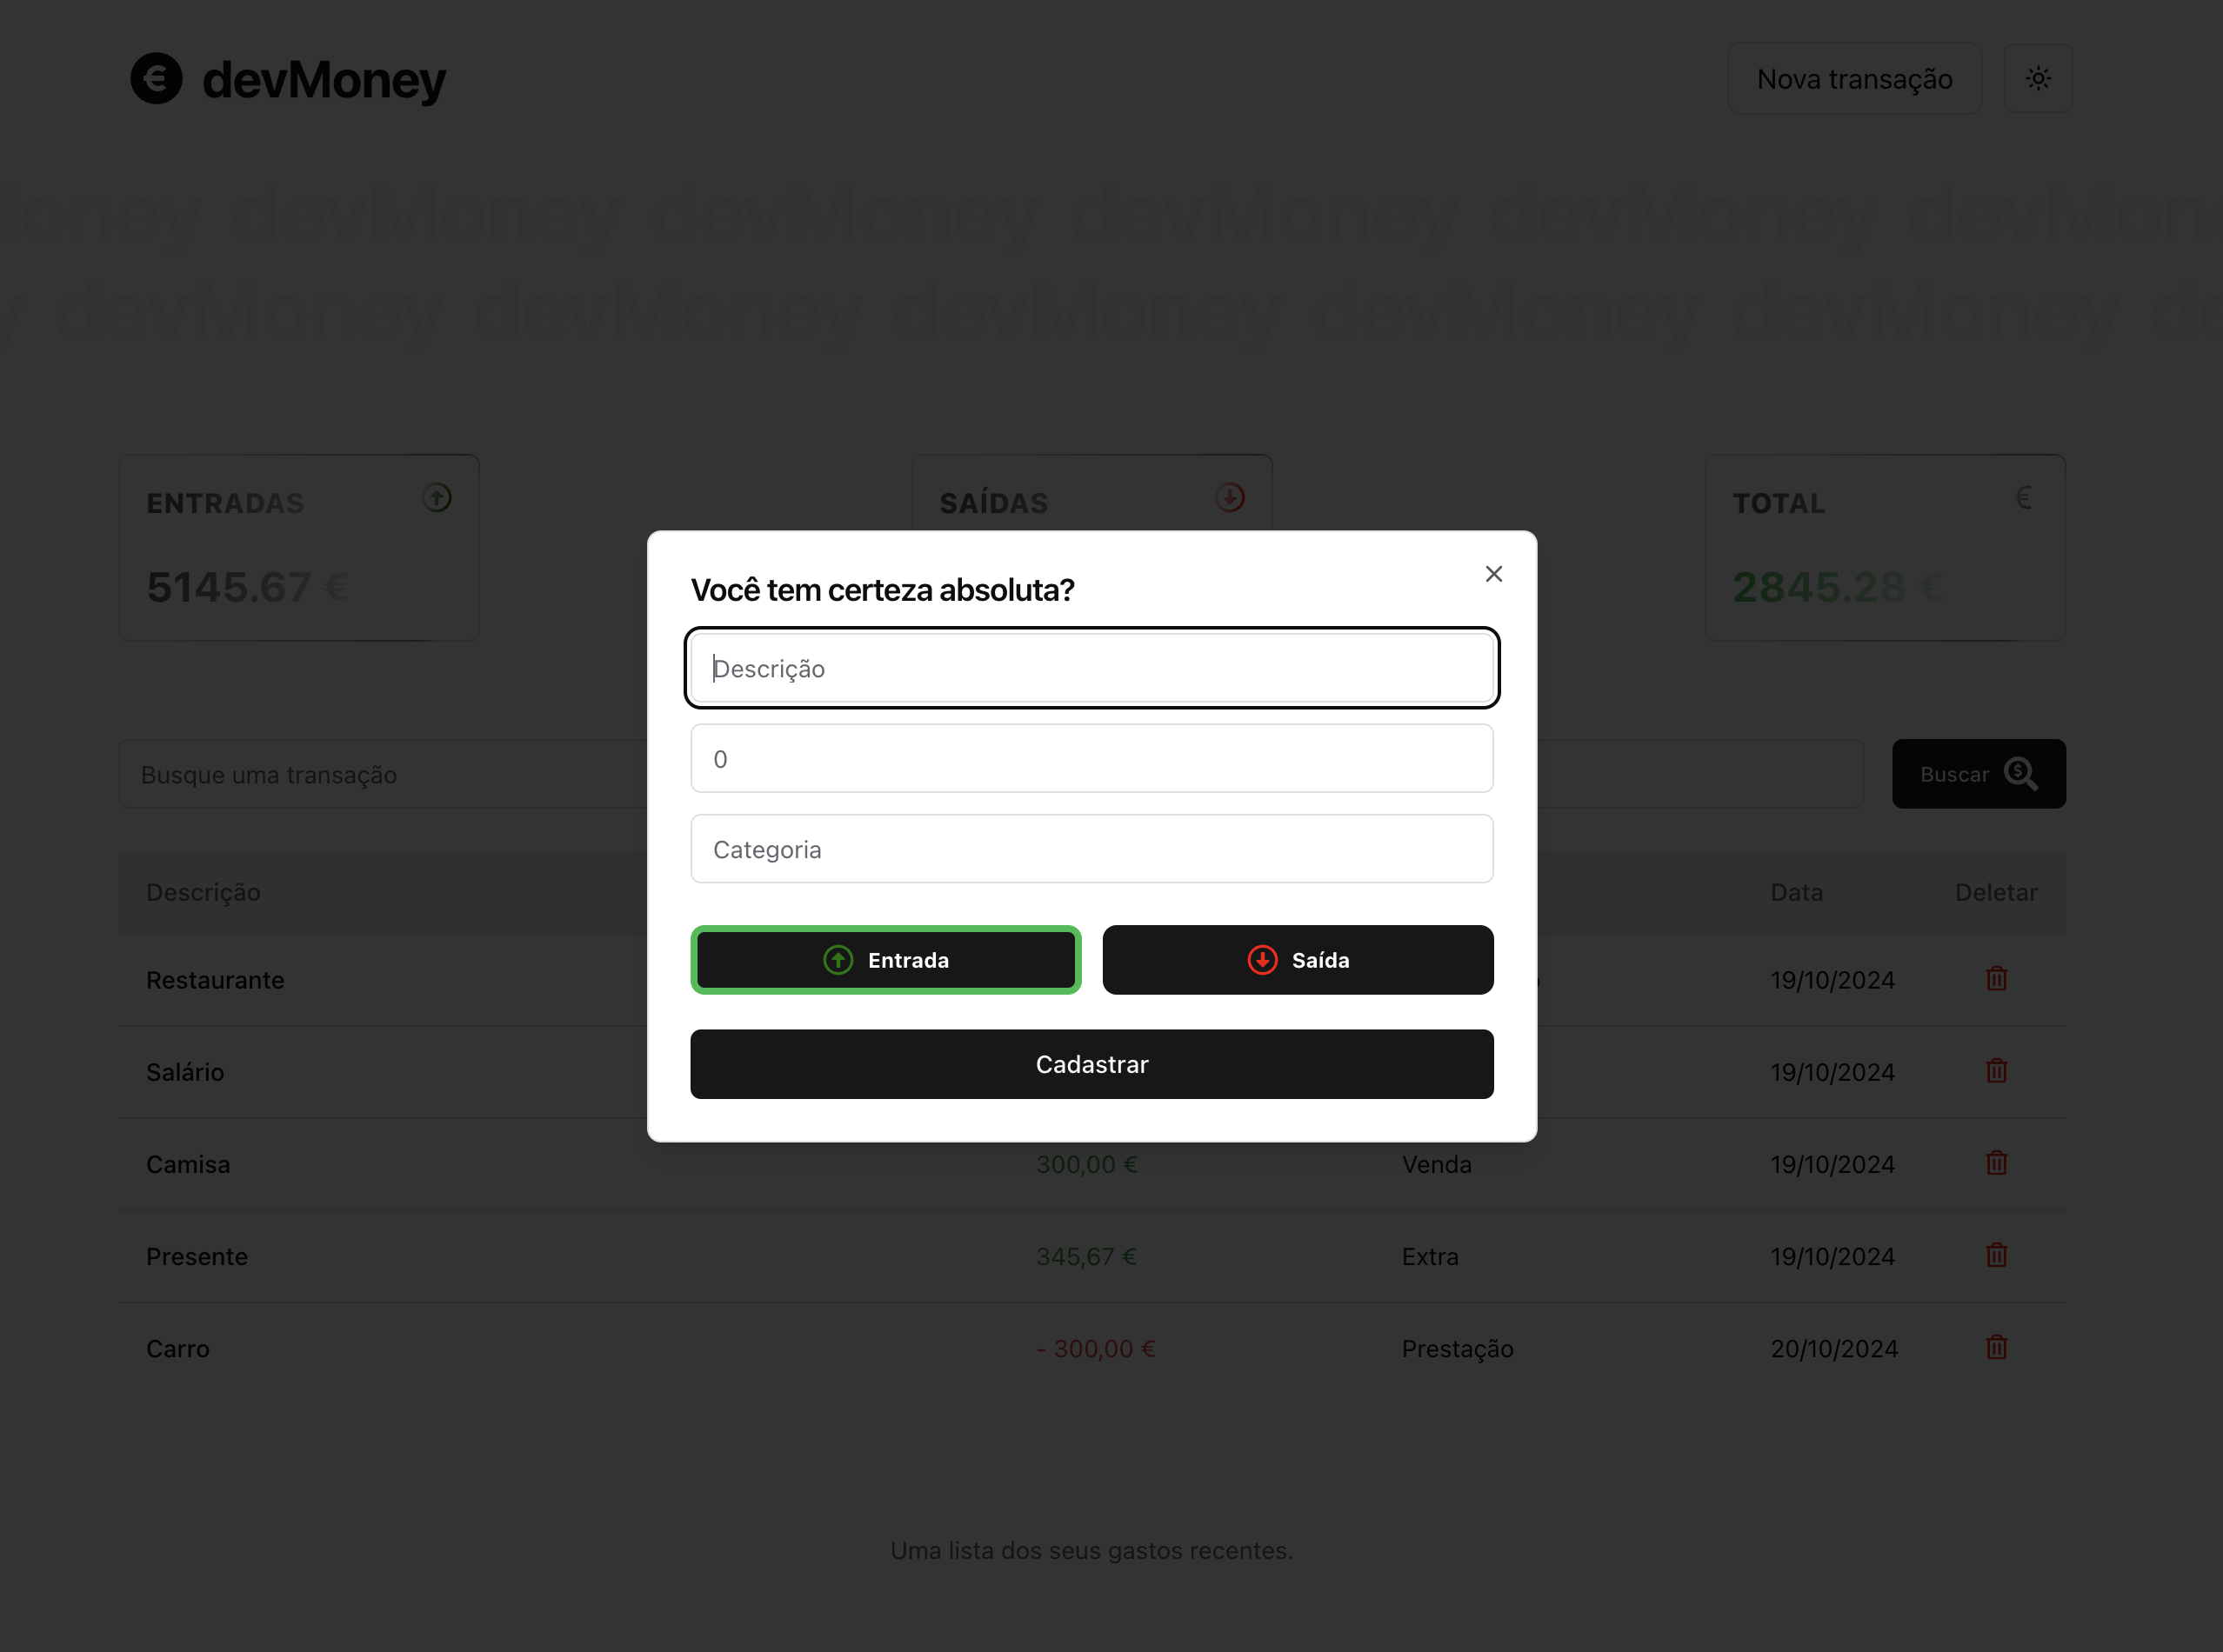 devMoney
Nova transação
Money devMoney devMoney devMoney devMoney devMon
y devMoney devMoney devMoney devMoney devMoney de
ENTRADAS
5145.67 €
SAÍDAS
TOTAL
€
2845.28 €
Você tem certeza absoluta?
Descrição
0
Categoria
Entrada
Saída
Cadastrar
Busque uma transação
Buscar
Descrição Data Deletar
Restaurante 19/10/2024
Salário 19/10/2024
Camisa 300,00 € Venda 19/10/2024
Presente 345,67 € Extra 19/10/2024
Carro - 300,00 € Prestação 20/10/2024
Uma lista dos seus gastos recentes.